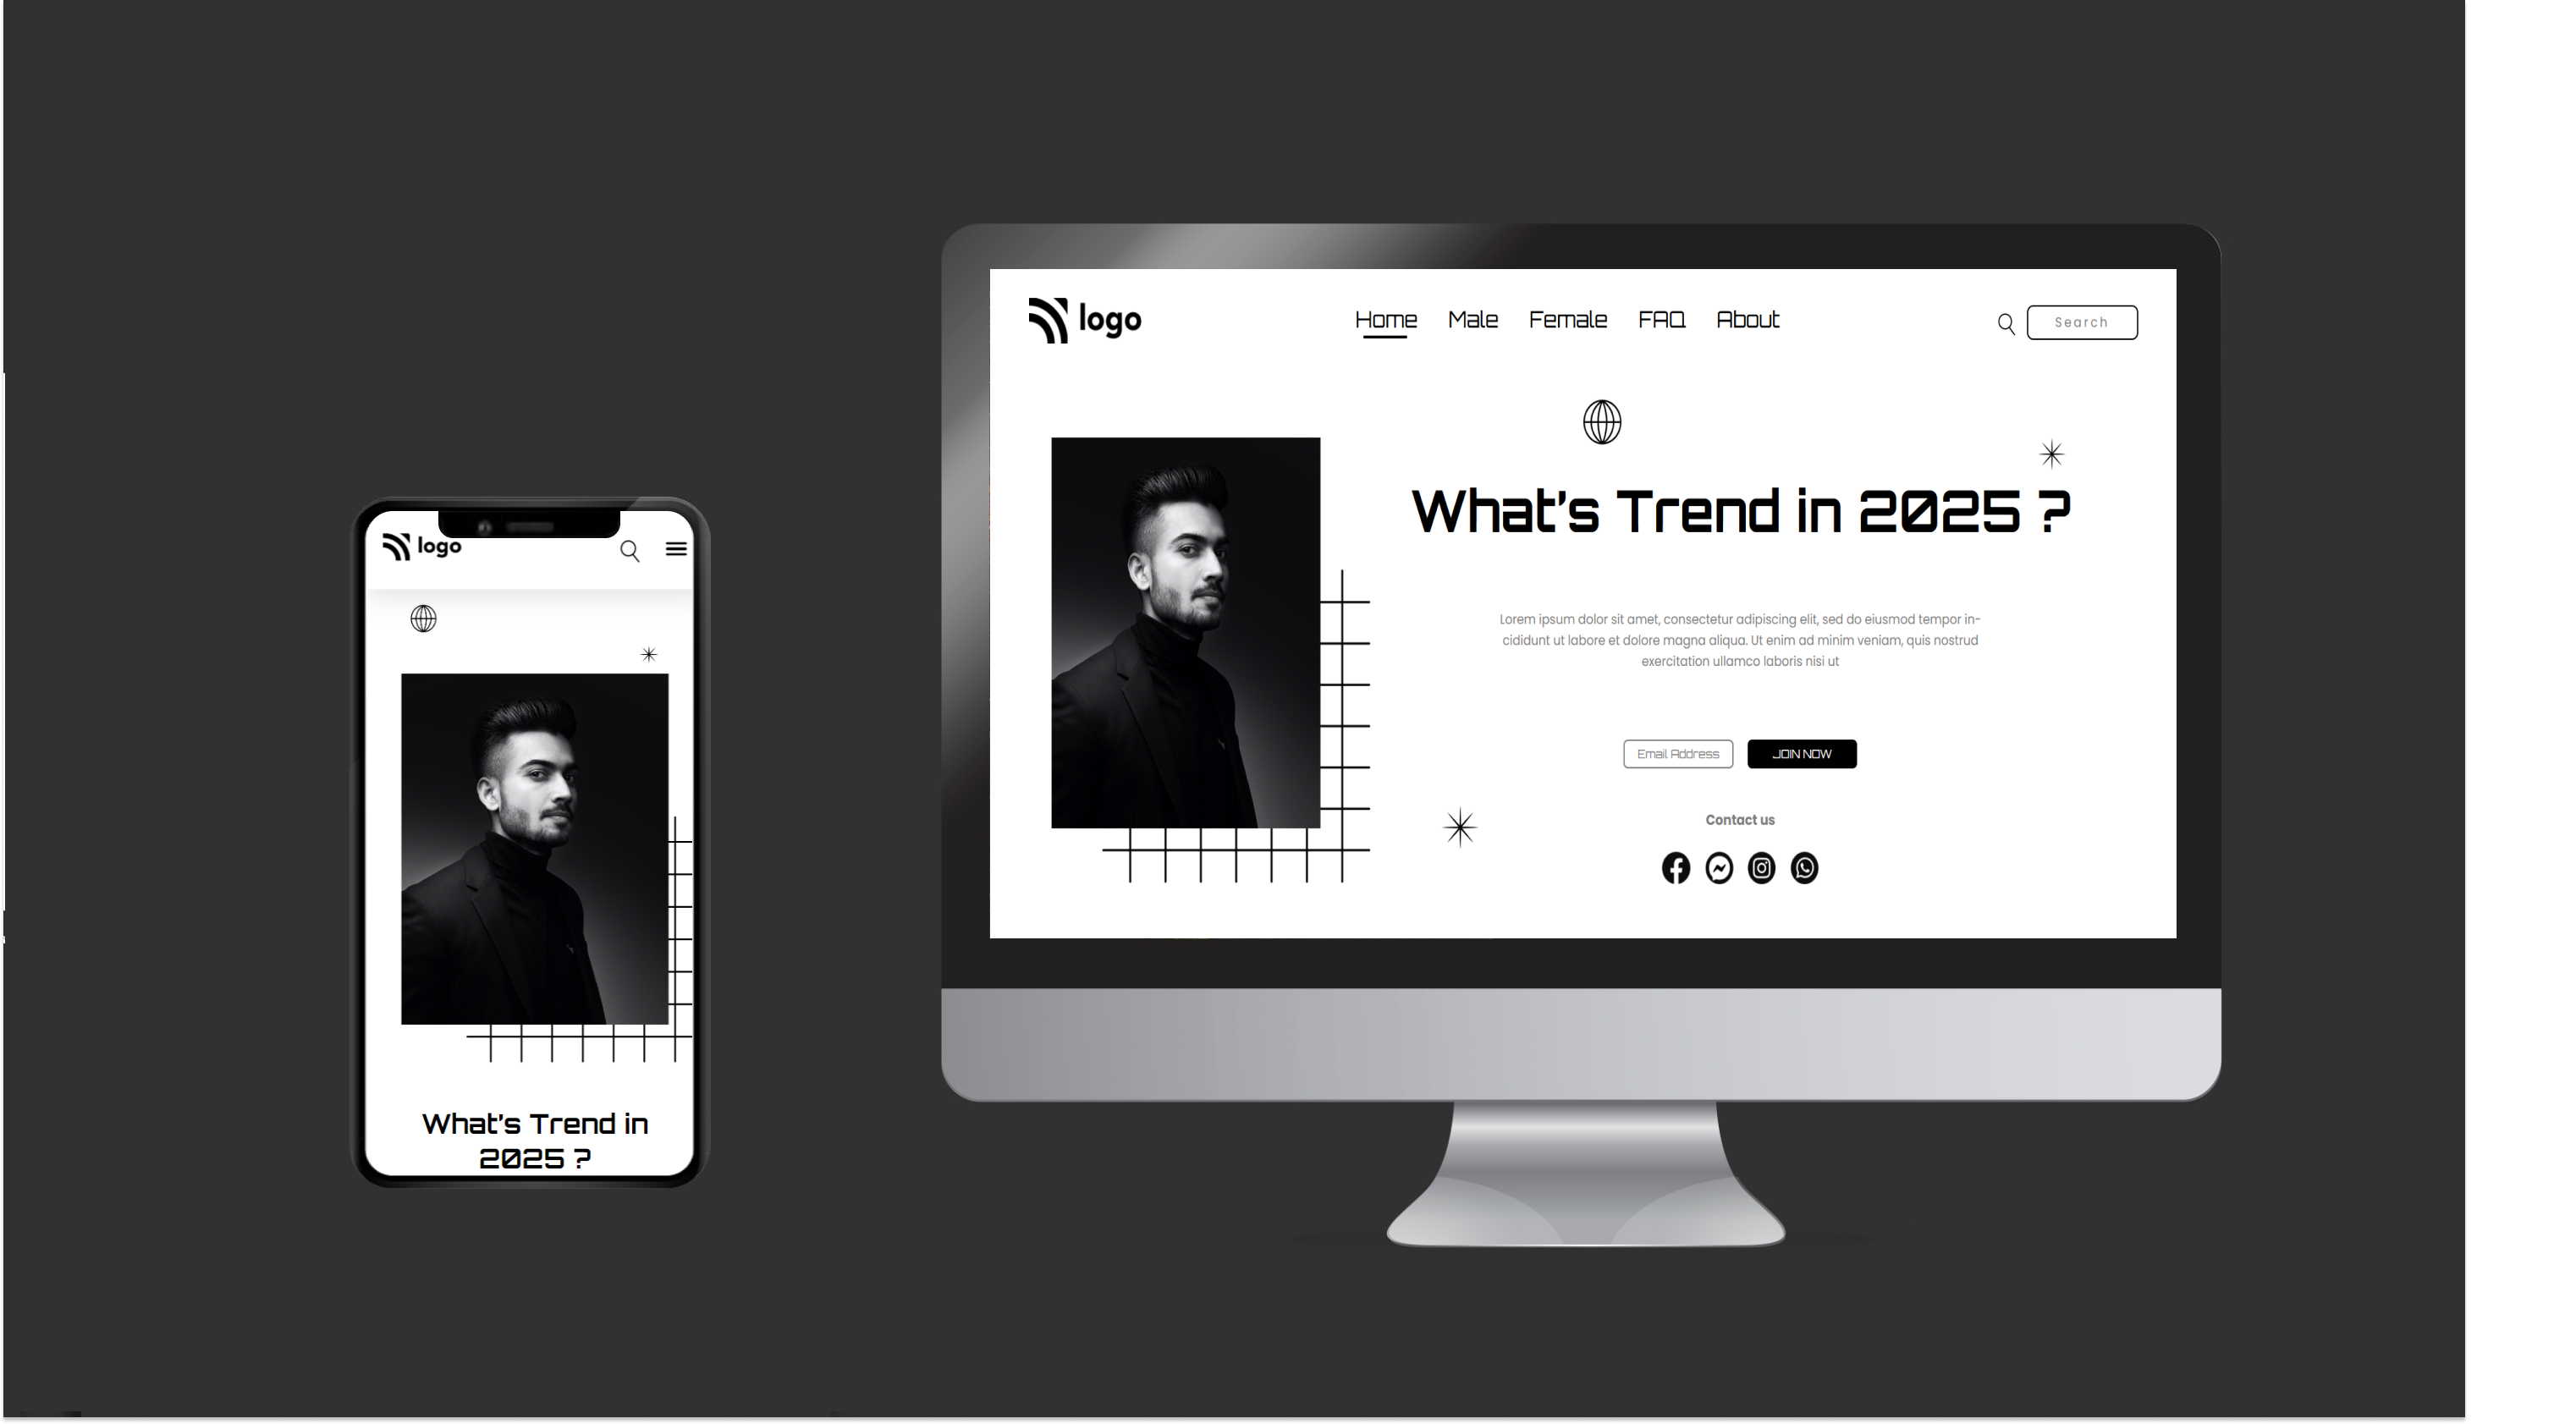 logo
What's Trend in
2025 ?
logo
Home Male Female FAQ About
Search
What's Trend in 2025 ?
Lorem ipsum dolor sit amet, consectetur adipiscing elit, sed do eiusmod tempor in-
cididunt ut labore et dolore magna aliqua. Ut enim ad minim veniam, quis nostrud
exercitation ullamco laboris nisi ut
Email Address JOIN NOW
Contact us